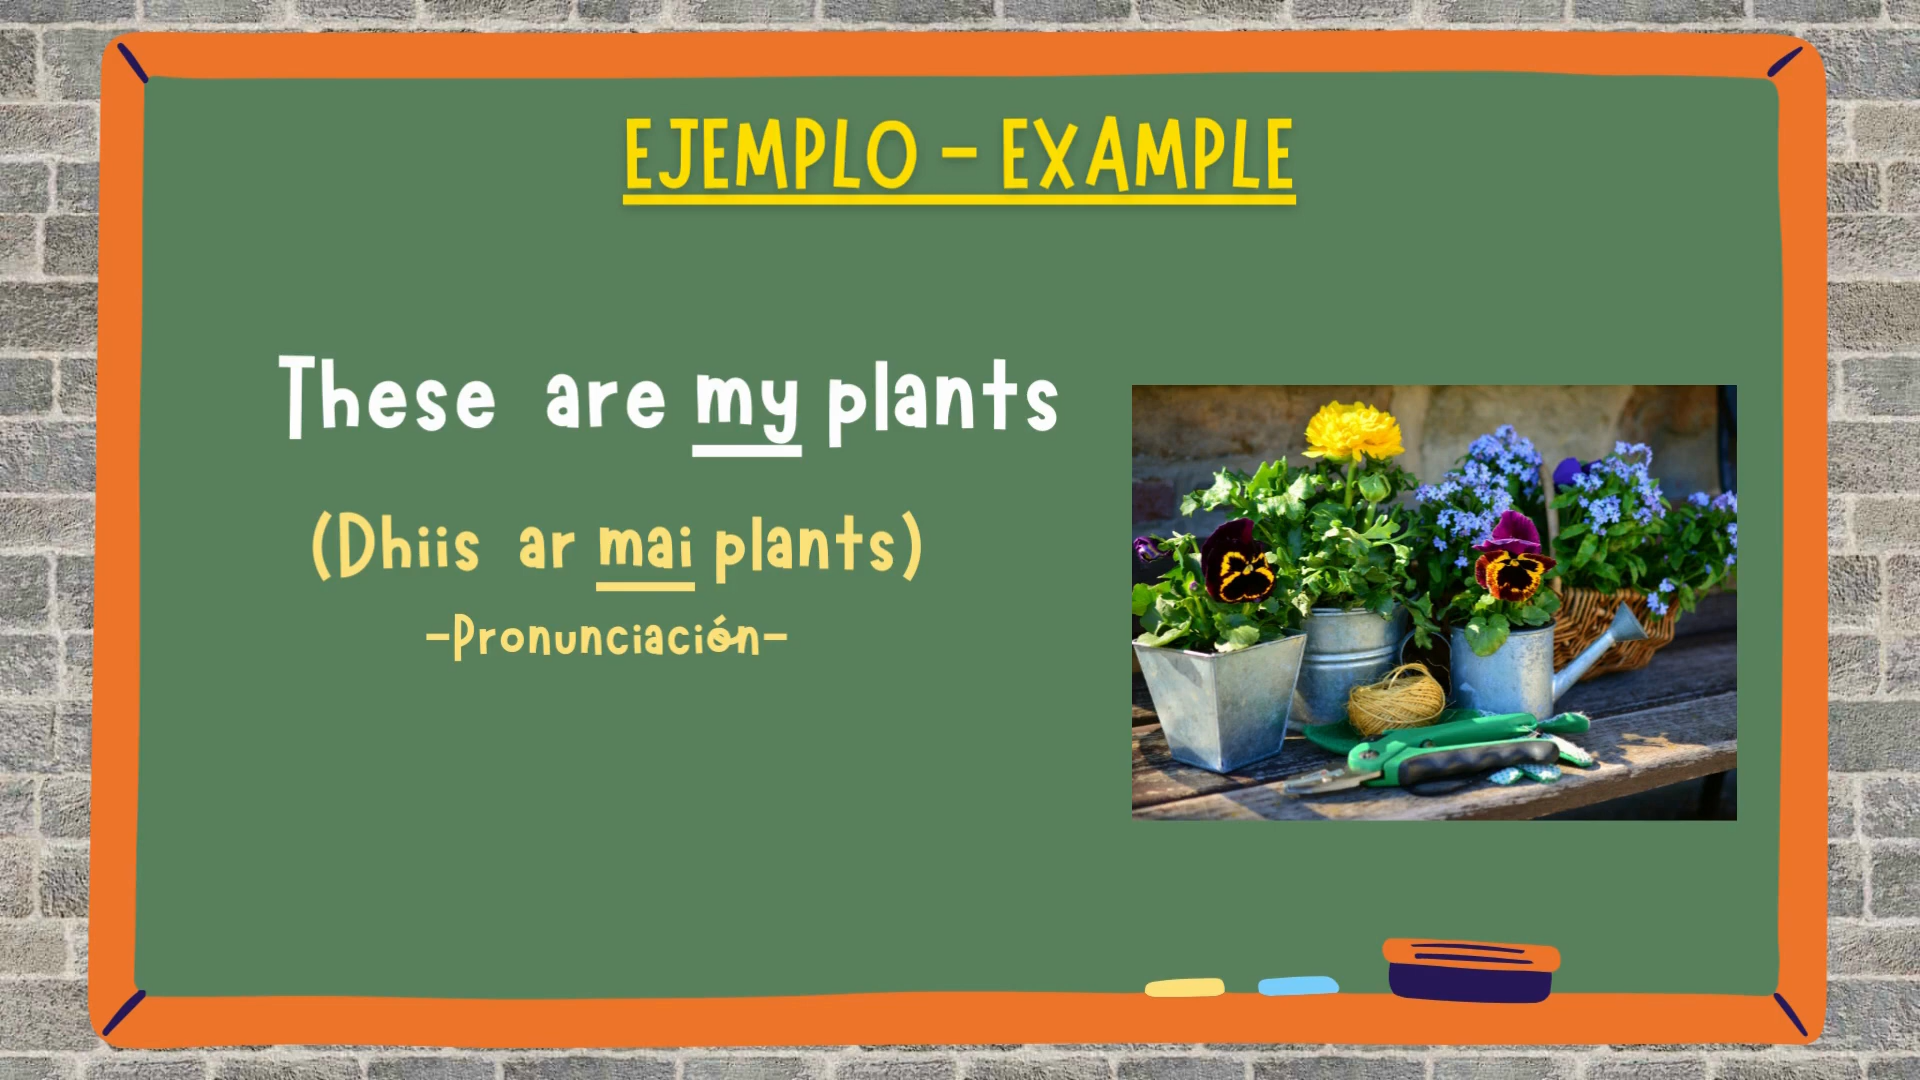 EJEMPLO - EXAMPLE
These are my plants
(Dhiis ar mai plants)
-Pronunciación-